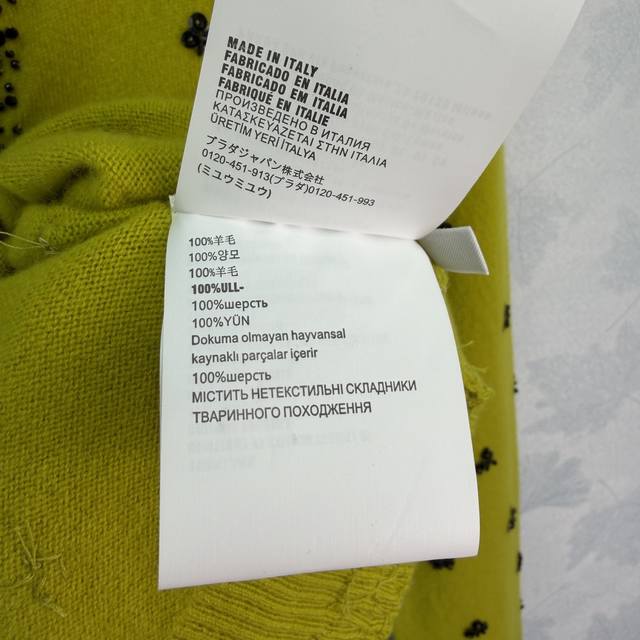 MADE IN ITALY
FABRICADO EN ITALIA
FABRICADO EM ITALIA
FABRIQUÉ EN ITALIE
ПРОИЗВЕДЕНО В ИТАЛИЯ
ΚΑΤΑΣΚΕΥΑΖΕΤΑΙ ΣΤΗΝ ΙΤΑΛΙΑ
ÜRETİM YERİ İTALYA
プラダジャパン株式会社
0120-451-913(プラダ)0120-451-993
(ミュウミュウ)
100%羊毛
100%양모
100%羊毛
100%ULL-
100%шерсть
100%YÜN
Dokuma olmayan hayvansal
kaynaklı parçalar içerir
100%шерсть
МІСТИТЬ НЕТЕКСТИЛЬНІ СКЛАДНИКИ
ТВАРИННОГО ПОХОДЖЕННЯ